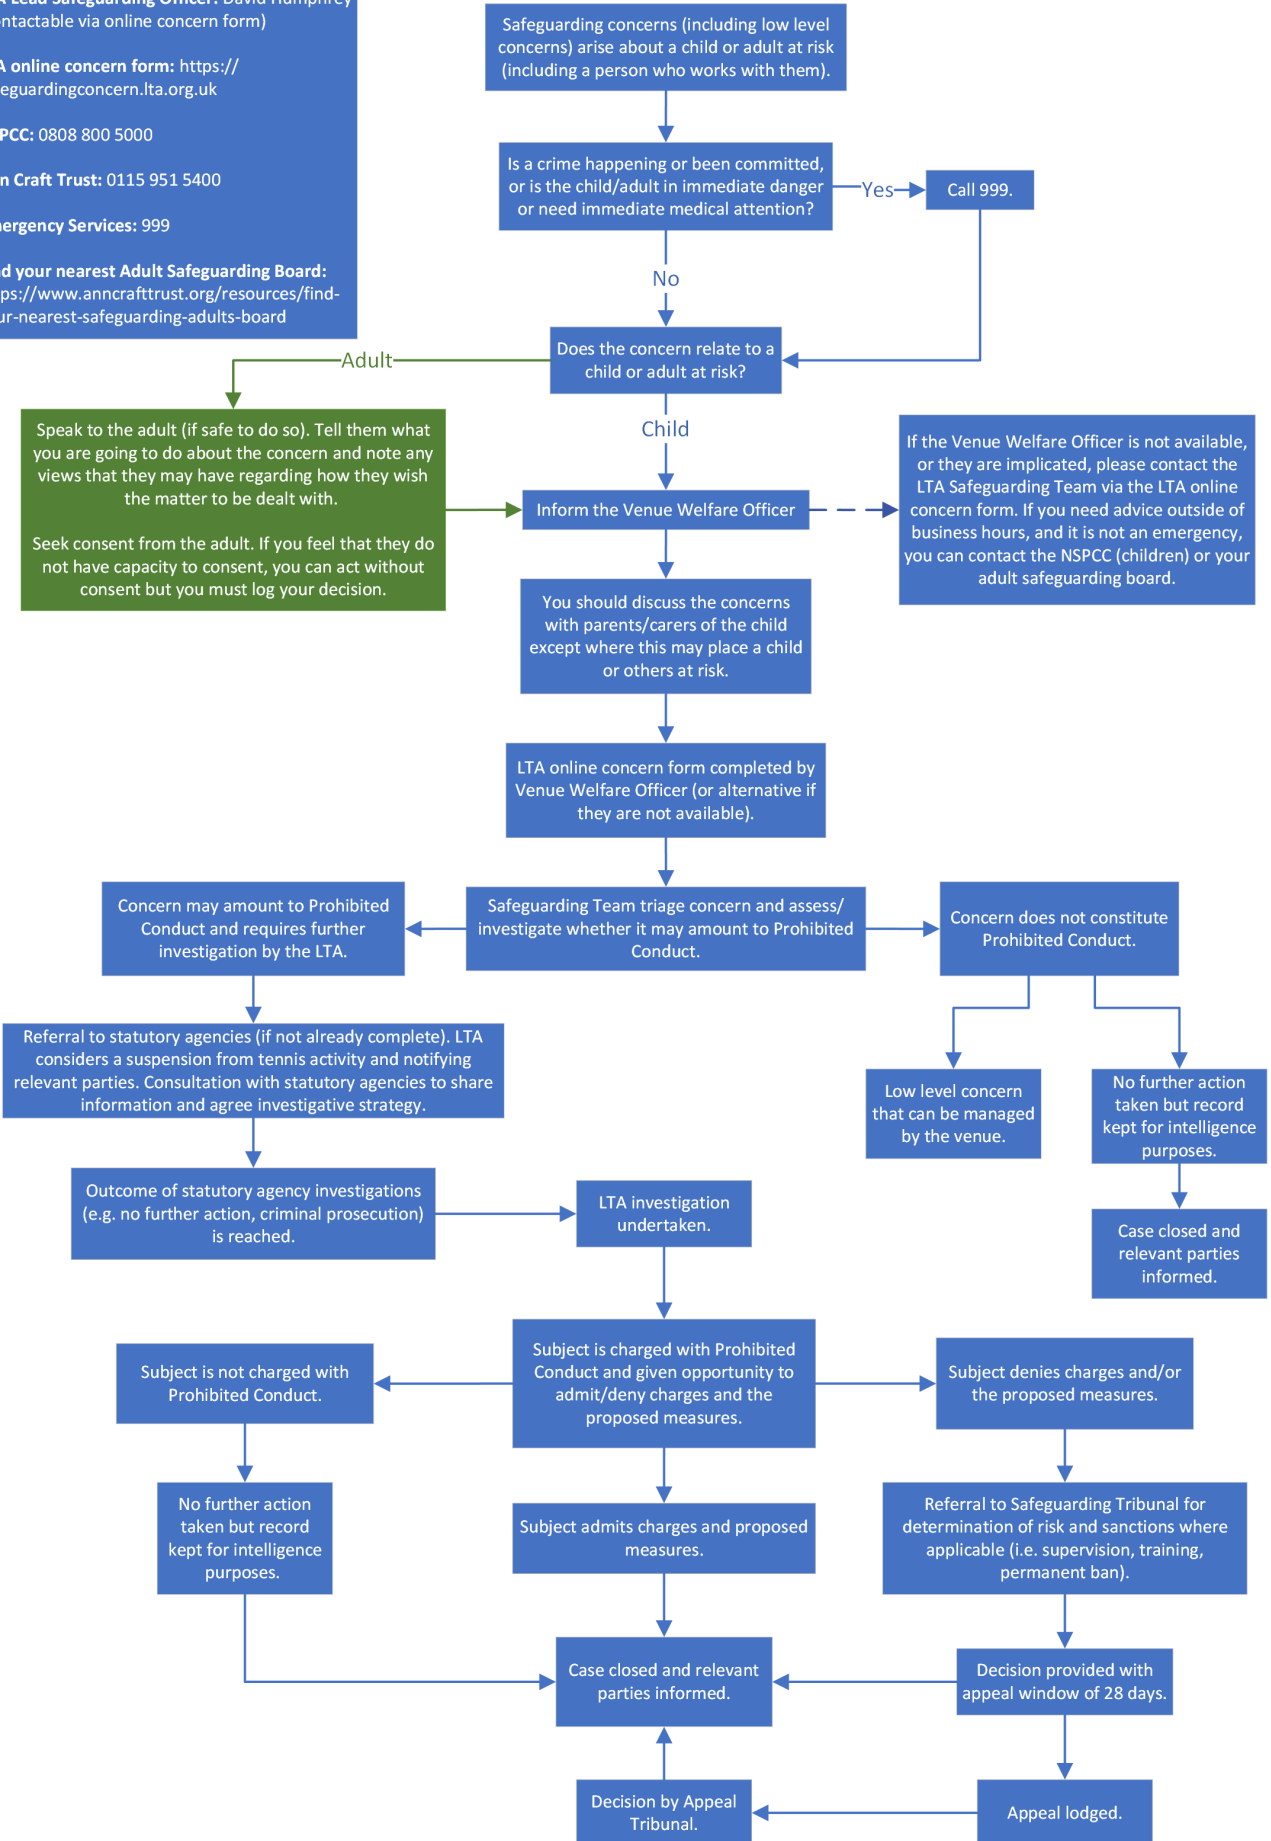 Lead Safeguarding Officer: David Humphrey
via online concern form)
online concern form: https://
eguardingconcern.lta.org.uk
PCC: 0808 800 5000
n Craft Trust: 0115 951 5400
ergency Services: 999
d your nearest Adult Safeguarding Board:
ps://www.anncrafttrust.org/resources/find-
ur-nearest-safeguarding-adults-board
Safeguarding concerns (including low level
concerns) arise about a child or adult at risk
(including a person who works with them).
Is a crime happening or been committed,
or is the child/adult in immediate danger
or need immediate medical attention?
Yes
Call 999.
No
Does the concern relate to a
child or adult at risk?
Adult
Child
Speak to the adult (if safe to do so). Tell them what
you are going to do about the concern and note any
views that they may have regarding how they wish
the matter to be dealt with.
Seek consent from the adult. If you feel that they do
not have capacity to consent, you can act without
consent but you must log your decision.
Inform the Venue Welfare Officer
If the Venue Welfare Officer is not available,
or they are implicated, please contact the
LTA Safeguarding Team via the LTA online
concern form. If you need advice outside of
business hours, and it is not an emergency,
you can contact the NSPCC (children) or your
adult safeguarding board.
You should discuss the concerns
with parents/carers of the child
except where this may place a child
or others at risk.
LTA online concern form completed by
Venue Welfare Officer (or alternative if
they are not available).
Safeguarding Team triage concern and assess/
investigate whether it may amount to Prohibited
Conduct.
Concern may amount to Prohibited
Conduct and requires further
investigation by the LTA.
Concern does not constitute
Prohibited Conduct.
Referral to statutory agencies (if not already complete). LTA
considers a suspension from tennis activity and notifying
relevant parties. Consultation with statutory agencies to share
information and agree investigative strategy.
Low level concern
that can be managed
by the venue.
No further action
taken but record
kept for intelligence
purposes.
Outcome of statutory agency investigations
(e.g. no further action, criminal prosecution)
is reached.
LTA investigation
undertaken.
Case closed and
relevant parties
informed.
Subject is not charged with
Prohibited Conduct.
Subject is charged with Prohibited
Conduct and given opportunity to
admit/deny charges and the
proposed measures.
Subject denies charges and/or
the proposed measures.
No further action
taken but record
kept for intelligence
purposes.
Subject admits charges and proposed
measures.
Referral to Safeguarding Tribunal for
determination of risk and sanctions where
applicable (i.e. supervision, training,
permanent ban).
Case closed and relevant
parties informed.
Decision provided with
appeal window of 28 days.
Decision by Appeal
Tribunal.
Appeal lodged.